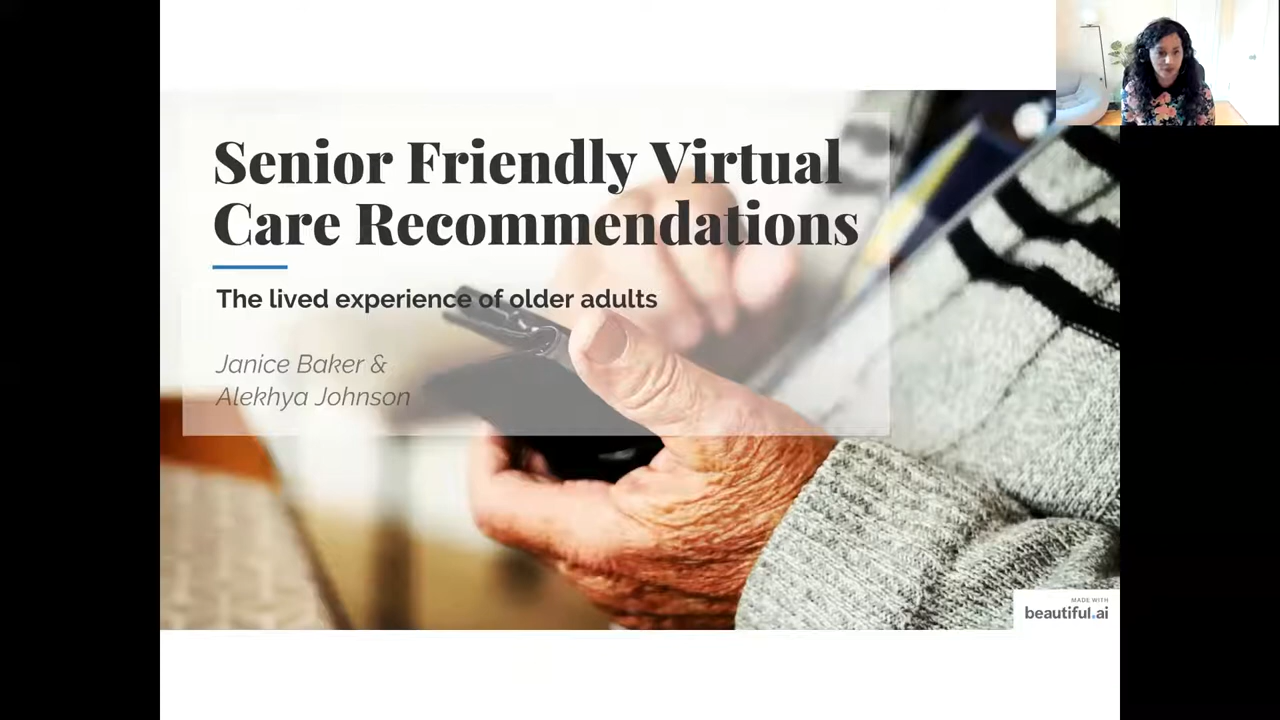 Senior Friendly Virtual
Care Recommendations
The lived experience of older adults
Janice Baker &
Alekhya Johnson
MADE WITH
beautiful.ai